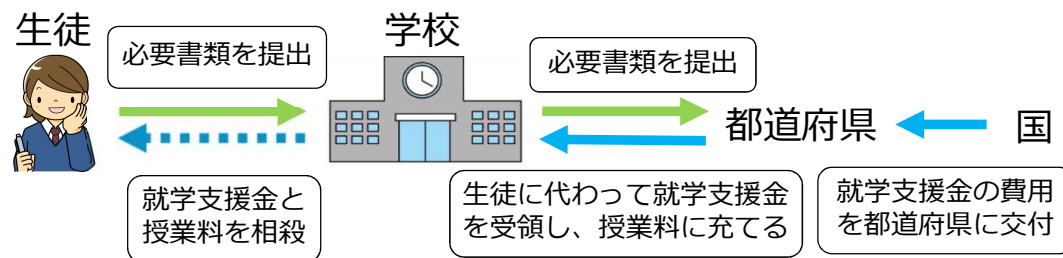 生徒
必要書類を提出
学校
必要書類を提出
都道府県
国
就学支援金と
授業料を相殺
生徒に代わって就学支援金
を受領し、授業料に充てる
就学支援金の費用
を都道府県に交付